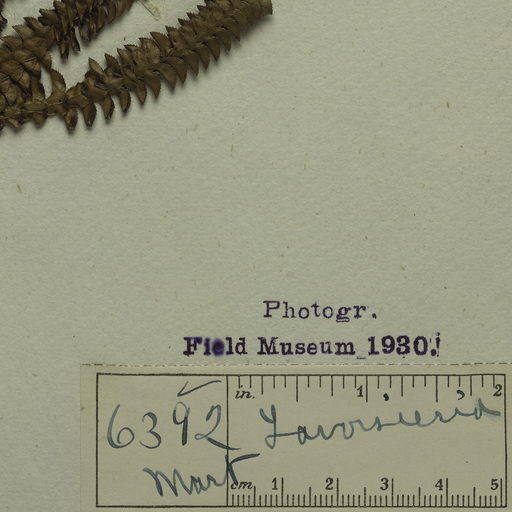 Photogr.
Field Museum 1930!
in. 1 2
6392 Lavoisiera
Mart
cm 1 2 3 4 5